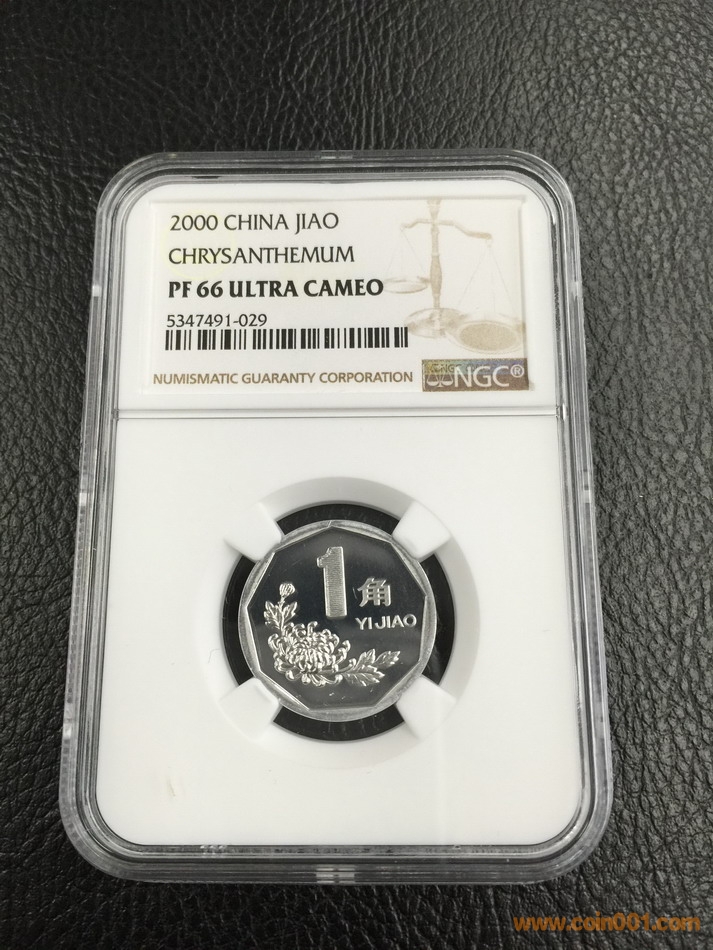 2000 CHINA JIAO
CHRYSANTHEMUM
PF 66 ULTRA CAMEO
5347491-029
NUMISMATIC GUARANTY CORPORATION
NGC®
1角
YI JIAO
www.coin001.com